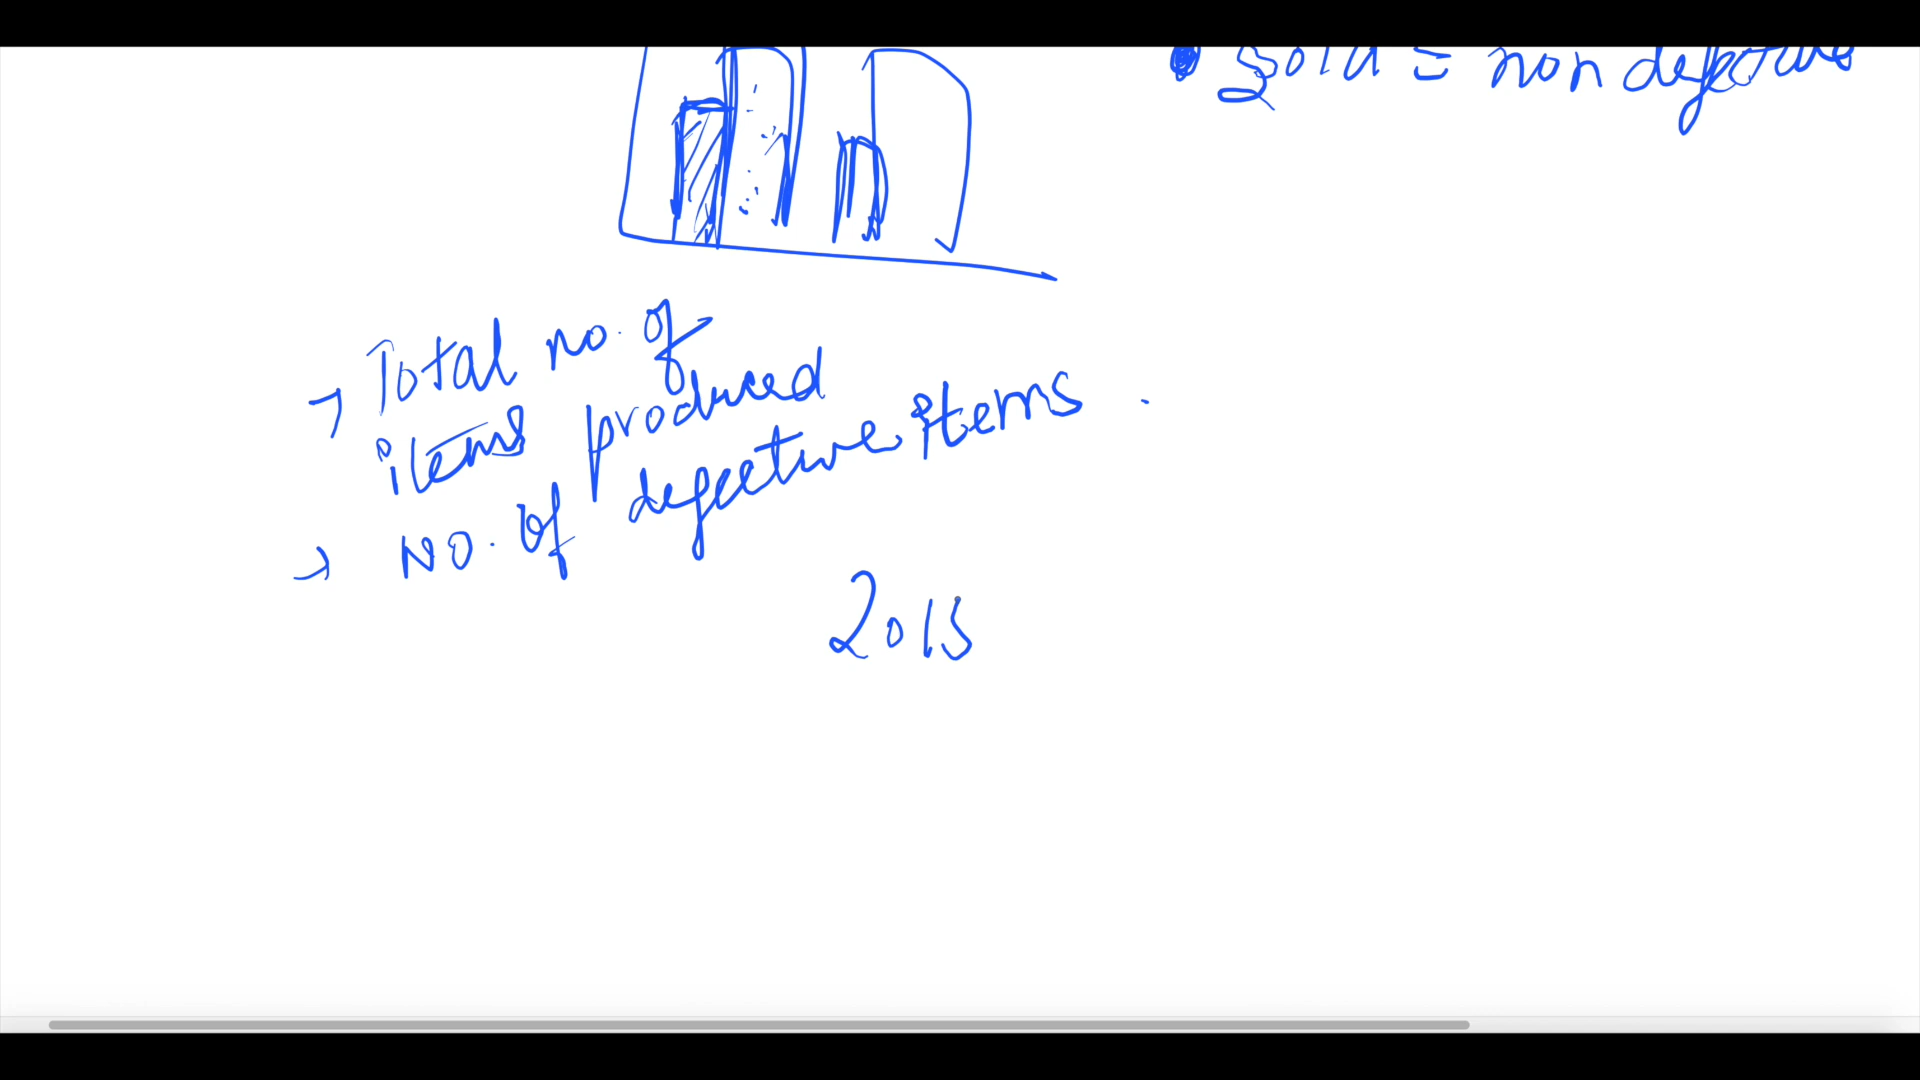 sold = non defective
→ Total no. of
items produced
→ No. of defective items.
2015